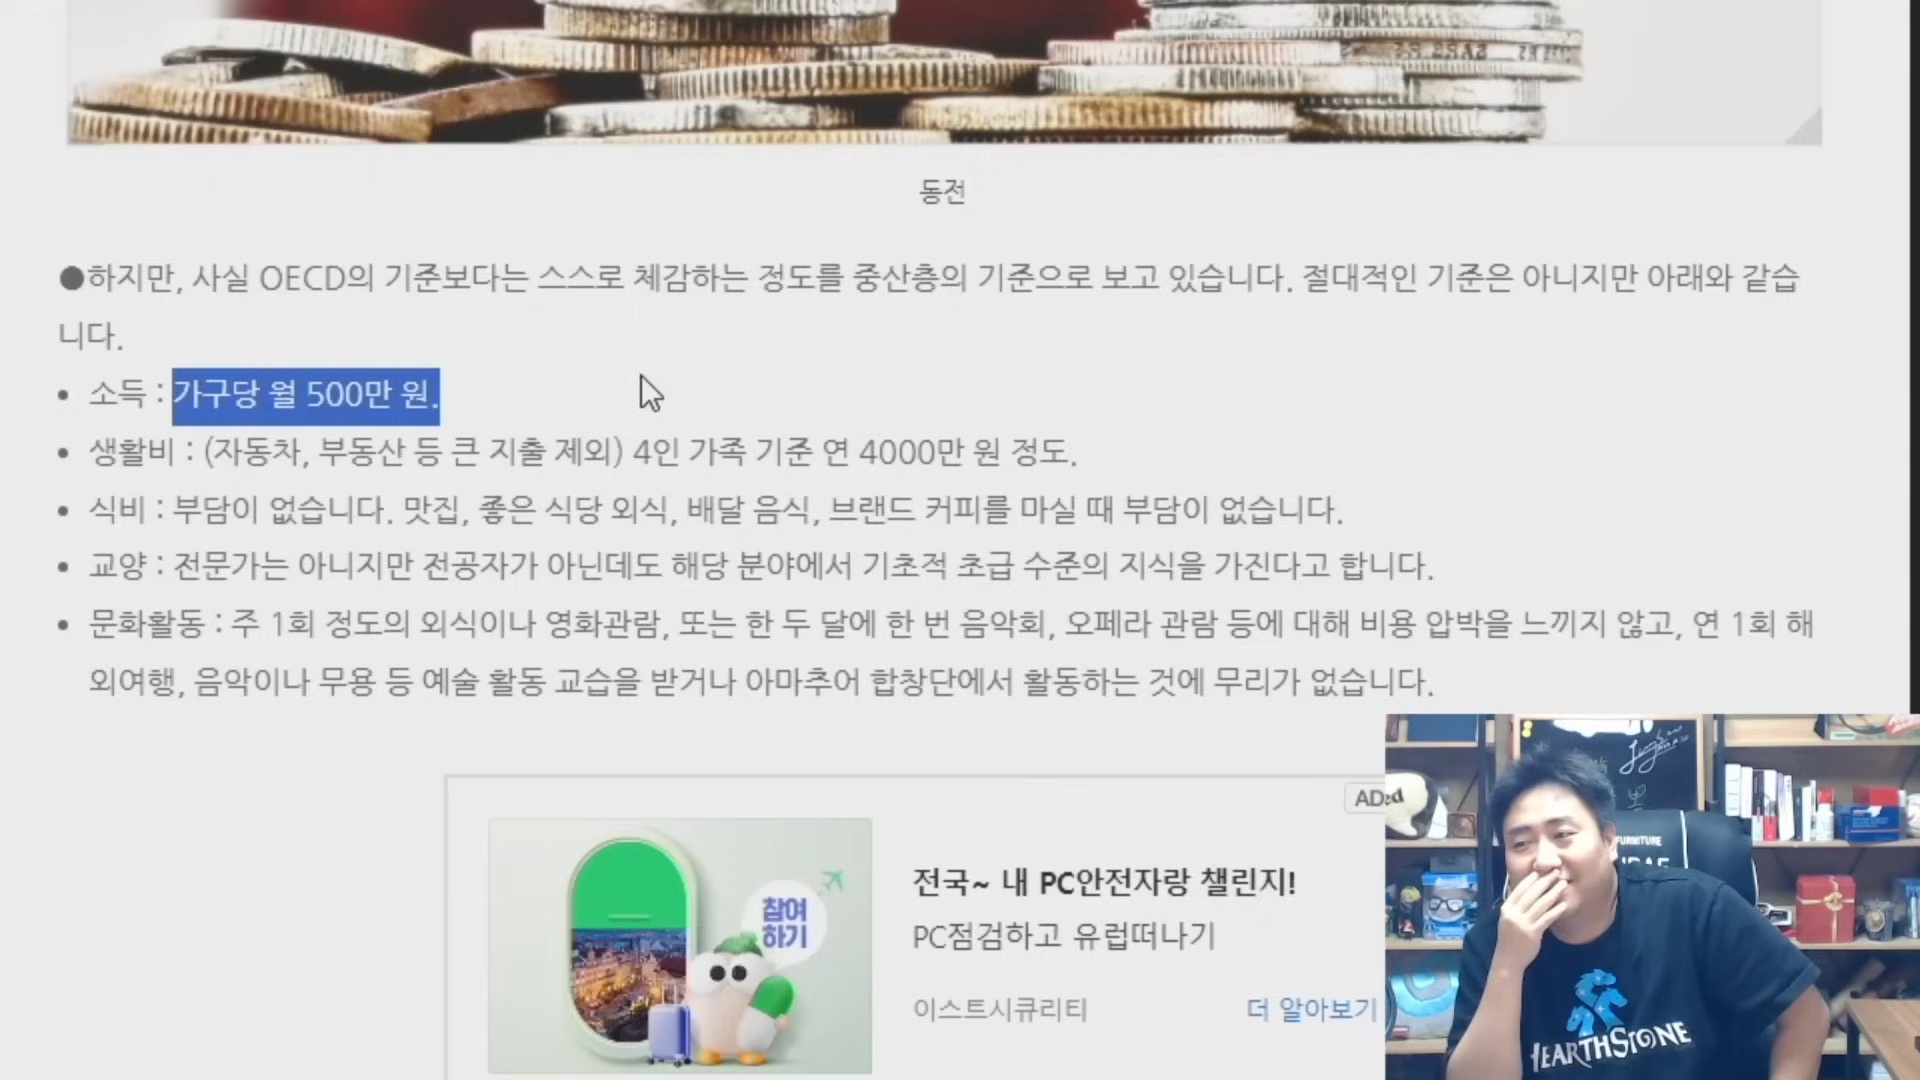 동전
●하지만, 사실 OECD의 기준보다는 스스로 체감하는 정도를 중산층의 기준으로 보고 있습니다. 절대적인 기준은 아니지만 아래와 같습
니다.
• 소득 : 가구당 월 500만 원.
• 생활비 : (자동차, 부동산 등 큰 지출 제외) 4인 가족 기준 연 4000만 원 정도.
• 식비 : 부담이 없습니다. 맛집, 좋은 식당 외식, 배달 음식, 브랜드 커피를 마실 때 부담이 없습니다.
• 교양 : 전문가는 아니지만 전공자가 아닌데도 해당 분야에서 기초적 초급 수준의 지식을 가진다고 합니다.
• 문화활동 : 주 1회 정도의 외식이나 영화관람, 또는 한 두 달에 한 번 음악회, 오페라 관람 등에 대해 비용 압박을 느끼지 않고, 연 1회 해
외여행, 음악이나 무용 등 예술 활동 교습을 받거나 아마추어 합창단에서 활동하는 것에 무리가 없습니다.
AD
참여
하기
전국~ 내 PC안전자랑 챌린지!
PC점검하고 유럽떠나기
이스트시큐리티
더 알아보기
FURNITURE
HEARTHSTONE